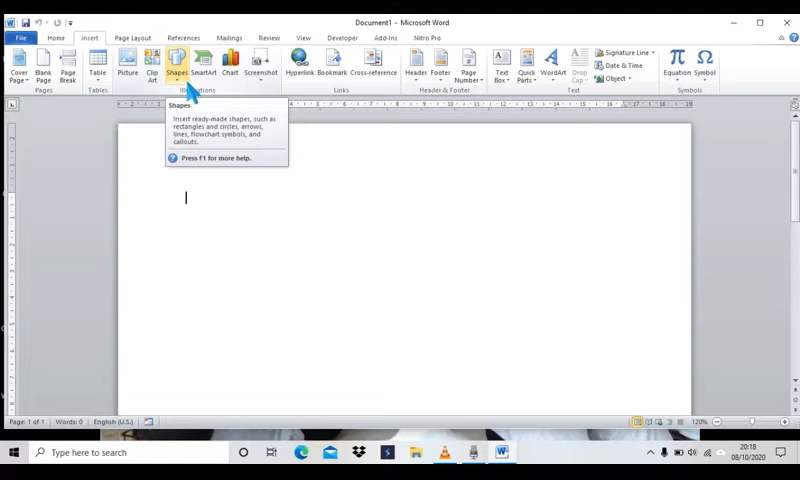 Document1 - Microsoft Word
File Home Insert Page Layout References Mailings Review View Developer Add-Ins Nitro Pro
Cover Page Blank Page Page Break Table Picture Clip Art Shapes SmartArt Chart Screenshot Hyperlink Bookmark Cross-reference Header Footer Page Number Text Box Quick Parts WordArt Drop Cap Signature Line Date & Time Object Equation Symbol
Pages Tables Links Header & Footer Text Symbols
Shapes
Insert ready-made shapes, such as
rectangles and circles, arrows,
lines, flowchart symbols, and
callouts.
Press F1 for more help.
Page: 1 of 1 Words: 0 English (U.S.) 120%
Type here to search
20:18
08/10/2020